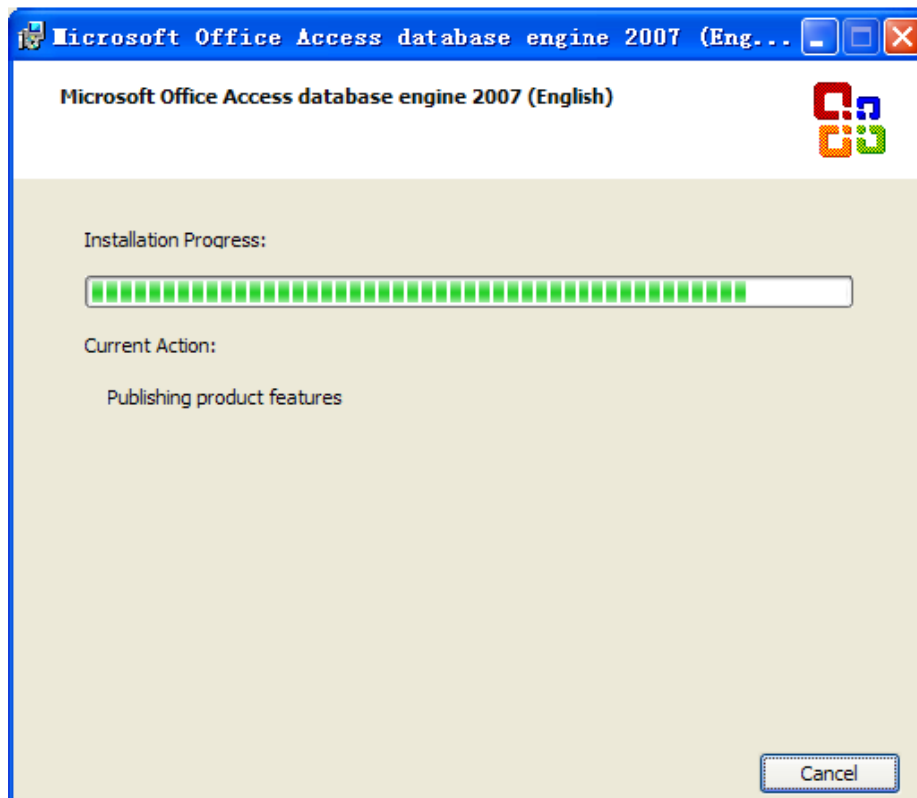 Microsoft Office Access database engine 2007 (Eng...
Microsoft Office Access database engine 2007 (English)
Installation Progress:
Current Action:
Publishing product features
Cancel